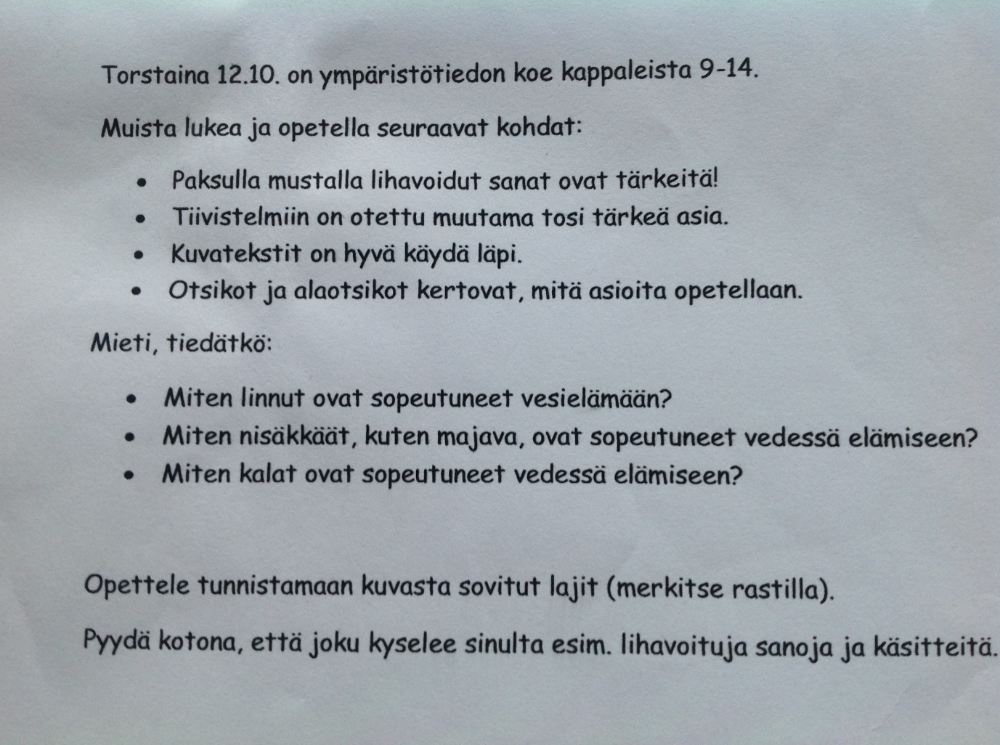 Torstaina 12.10. on ympäristötiedon koe kappaleista 9-14.
Muista lukea ja opetella seuraavat kohdat:
• Paksulla mustalla lihavoidut sanat ovat tärkeitä!
• Tiivistelmiin on otettu muutama tosi tärkeä asia.
• Kuvatekstit on hyvä käydä läpi.
• Otsikot ja alaotsikot kertovat, mitä asioita opetellaan.
Mieti, tiedätkö:
• Miten linnut ovat sopeutuneet vesielämään?
• Miten nisäkkäät, kuten majava, ovat sopeutuneet vedessä elämiseen?
• Miten kalat ovat sopeutuneet vedessä elämiseen?
Opettele tunnistamaan kuvasta sovitut lajit (merkitse rastilla).
Pyydä kotona, että joku kyselee sinulta esim. lihavoituja sanoja ja käsitteitä.